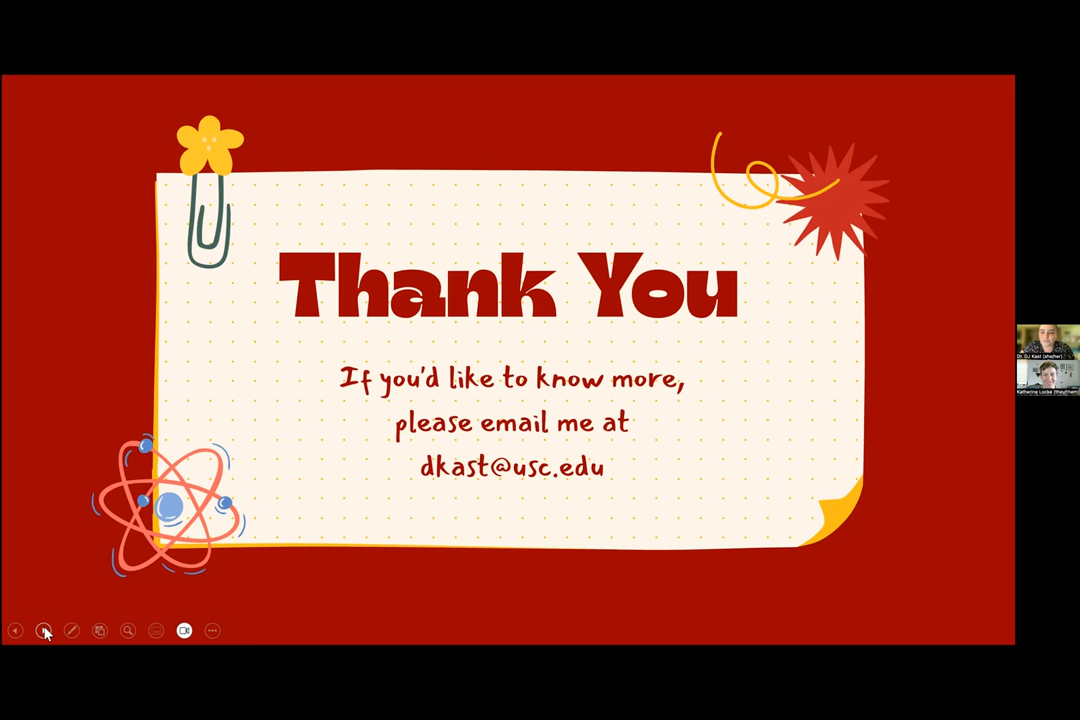 Thank You
If you'd like to know more,
please email me at
dkast@usc.edu
Dr. DJ Kast (she/her)
Katherine Locke (they/them)